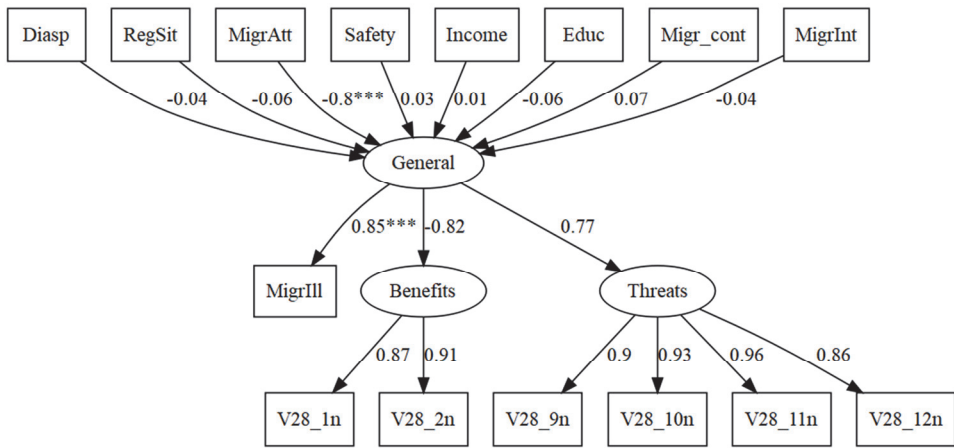 Diasp RegSit MigrAtt Safety Income Educ Migr_cont MigrInt
-0.04 -0.06 -0.8*** 0.03 0.01 -0.06 0.07 -0.04
General
0.85*** -0.82 0.77
MigrIll Benefits Threats
0.87 0.91 0.9 0.93 0.96 0.86
V28_1n V28_2n V28_9n V28_10n V28_11n V28_12n